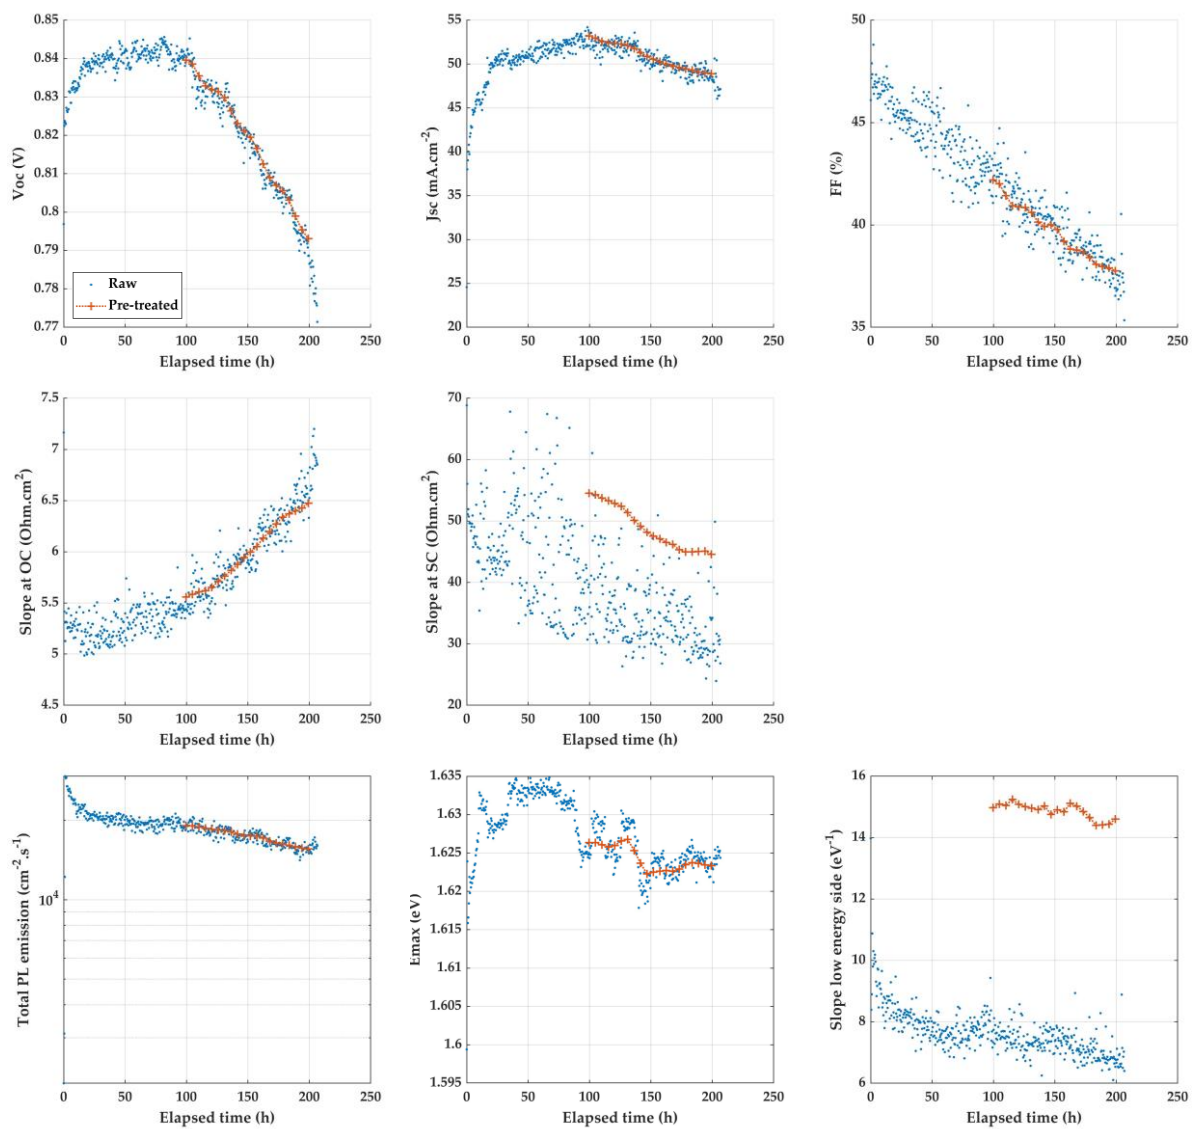 0.85
0.84
0.83
0.82
0.81
0.8
0.79
0.78
0.77
Voc (V)
Raw
Pre-treated
0 50 100 150 200 250
Elapsed time (h)
55
50
45
40
35
30
25
20
Jsc (mA.cm-2)
0 50 100 150 200 250
Elapsed time (h)
50
45
40
35
FF (%)
0 50 100 150 200 250
Elapsed time (h)
7.5
7
6.5
6
5.5
5
4.5
Slope at OC (Ohm.cm2)
0 50 100 150 200 250
Elapsed time (h)
70
60
50
40
30
20
Slope at SC (Ohm.cm2)
0 50 100 150 200 250
Elapsed time (h)
104
Total PL emission (cm-2.s-1)
0 50 100 150 200 250
Elapsed time (h)
1.635
1.63
1.625
1.62
1.615
1.61
1.605
1.6
1.595
Emax (eV)
0 50 100 150 200 250
Elapsed time (h)
16
14
12
10
8
6
Slope low energy side (eV-1)
0 50 100 150 200 250
Elapsed time (h)